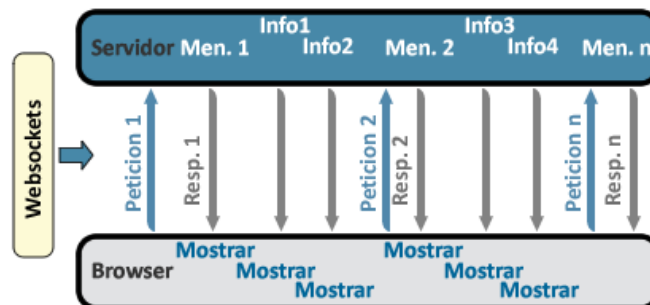 Websockets
Info1 Info3
Servidor Men. 1 Info2 Men. 2 Info4 Men. n
Peticion 1
Resp. 1
Peticion 2
Resp. 2
Peticion n
Resp. n
Mostrar Mostrar
Browser Mostrar Mostrar
Mostrar Mostrar